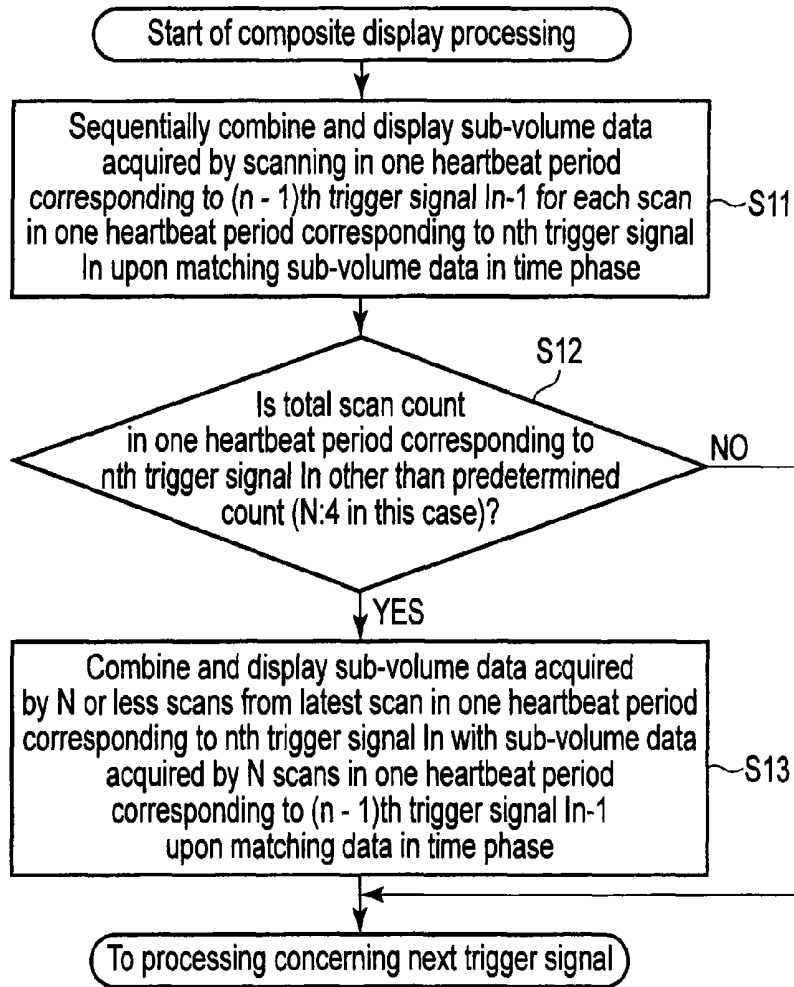 Start of composite display processing
Sequentially combine and display sub-volume data
acquired by scanning in one heartbeat period
corresponding to (n - 1)th trigger signal In-1 for each scan
in one heartbeat period corresponding to nth trigger signal
In upon matching sub-volume data in time phase
S11
S12
Is total scan count
in one heartbeat period corresponding to
nth trigger signal In other than predetermined
count (N:4 in this case)?
NO
YES
Combine and display sub-volume data acquired
by N or less scans from latest scan in one heartbeat period
corresponding to nth trigger signal In with sub-volume data
acquired by N scans in one heartbeat period
corresponding to (n - 1)th trigger signal In-1
upon matching data in time phase
S13
To processing concerning next trigger signal